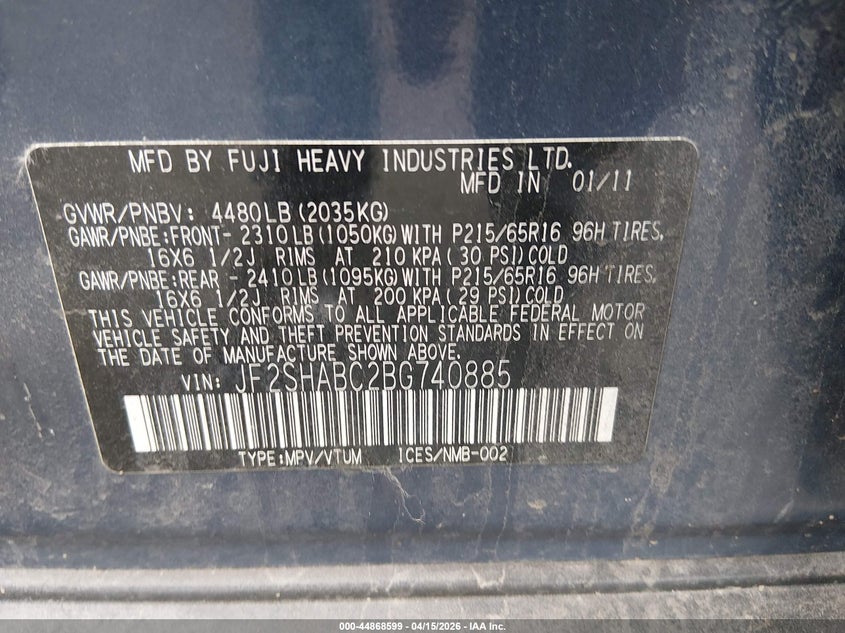 MFD BY FUJI HEAVY INDUSTRIES LTD.
MFD IN 01/11
GVWR/PNBV: 4480LB (2035KG)
GAWR/PNBE:FRONT- 2310LB(1050KG)WITH P215/65R16 96H TIRES,
16X6 1/2J RIMS AT 210 KPA( 30 PSI)COLD
GAWR/PNBE:REAR - 2410LB(1095KG)WITH P215/65R16 96H TIRES,
16X6 1/2J RIMS AT 200 KPA( 29 PSI)COLD
THIS VEHICLE CONFORMS TO ALL APPLICABLE FEDERAL MOTOR
VEHICLE SAFETY AND THEFT PREVENTION STANDARDS IN EFFECT ON
THE DATE OF MANUFACTURE SHOWN ABOVE.
VIN: JF2SHABC2BG740885
TYPE:MPV/VTUM ICES/NMB-002
000-44868599 - 04/15/2026 - IAA Inc.